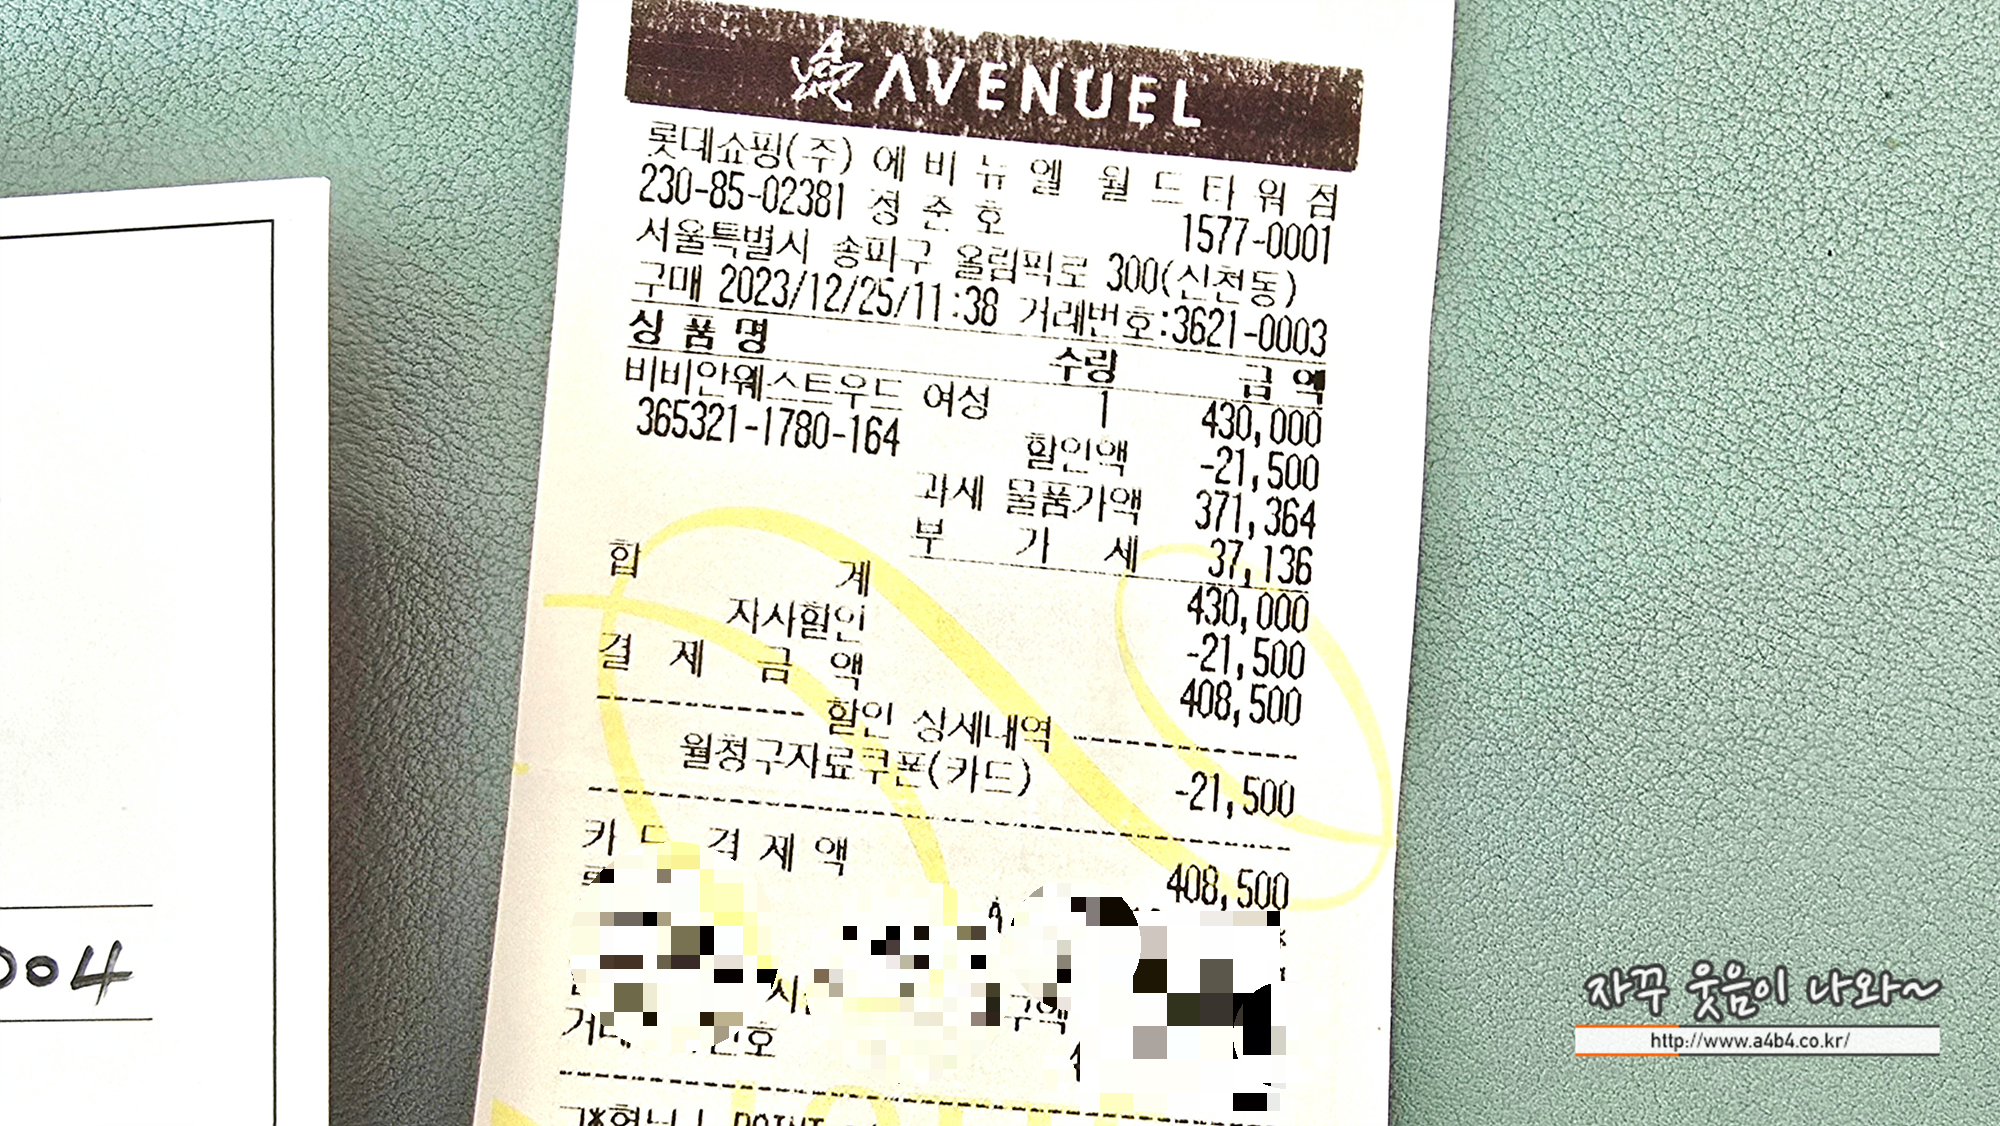 AVENUEL
롯데쇼핑(주) 에 비 뉴 엘 월 드 타 워 점
230-85-02381 정 준 호 1577-0001
서울특별시 송파구 올림픽로 300(신천동)
구매 2023/12/25/11:38 거래번호:3621-0003
상 품 명 수량 금 액
비비안웨스트우드 여성 1 430,000
365321-1780-164
할인액 -21,500
과세 물품가액 371,364
부 가 세 37,136
합 계 430,000
자사할인 -21,500
결 제 금 액 408,500
할인 상세내역
월청구자료쿠폰(카드) -21,500
카 드 결 제 액 408,500
구액
POINT
004
자꾸 웃음이 나와~
http://www.a4b4.co.kr/